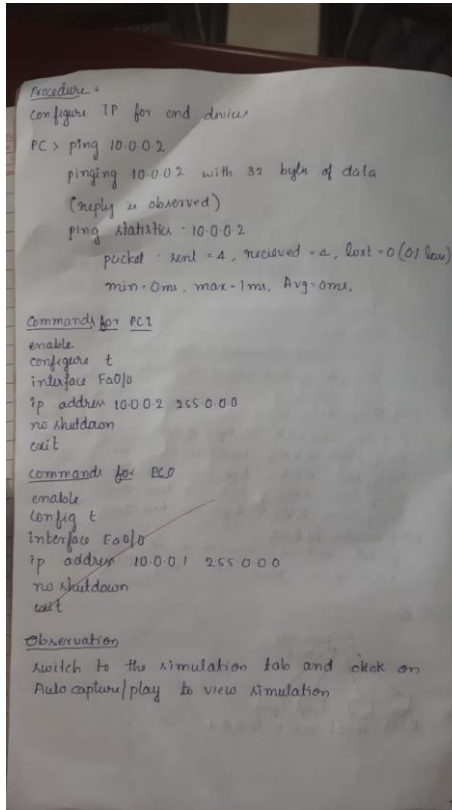 Procedure :
Configure IP for end devices
PC > ping 10.0.0.2
pinging 10.0.0.2 with 32 bytes of data
(reply is observed)
ping statistics : 10.0.0.2
packet : sent = 4, recieved = 4, lost = 0 (0% loss)
min = 0ms, max = 1ms, Avg = 0ms,
Commands for PC1
enable
configure t
interface Fa0/0
ip address 10.0.0.2 255.0.0.0
no shutdown
exit
commands for PC0
enable
config t
interface Fa0/0
ip address 10.0.0.1 255.0.0.0
no shutdown
exit
Observation
switch to the simulation tab and click on
Auto capture/play to view simulation